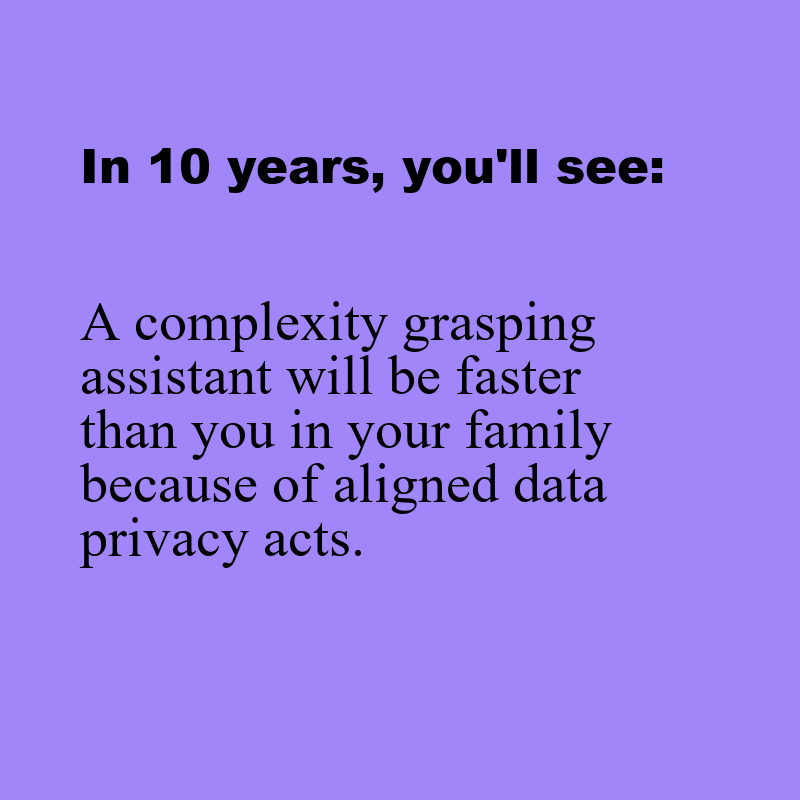 In 10 years, you'll see:
A complexity grasping
assistant will be faster
than you in your family
because of aligned data
privacy acts.